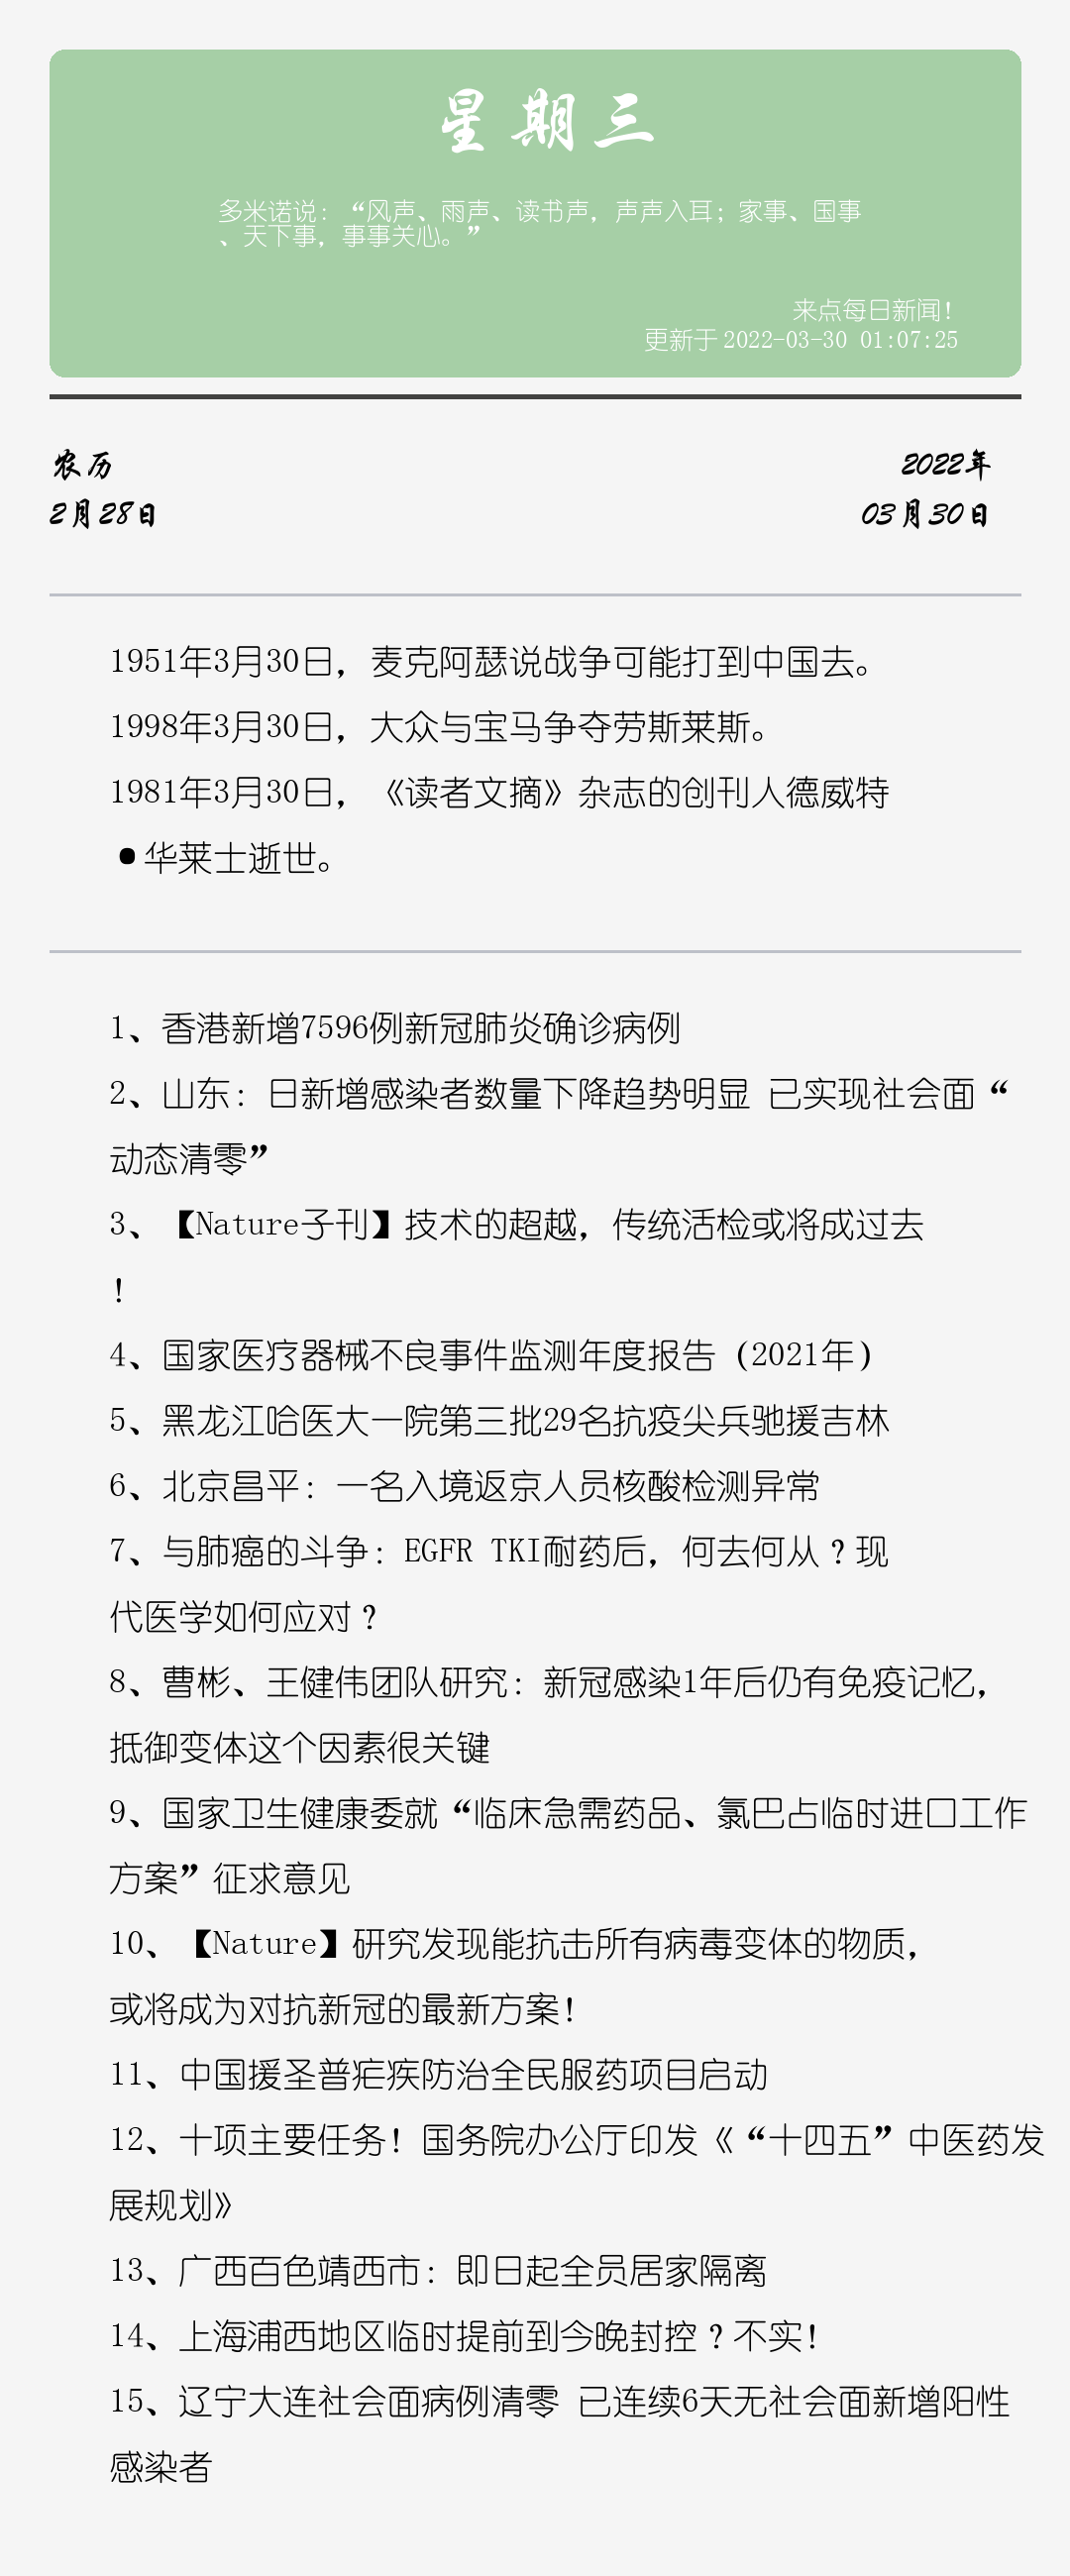 星期三
多米诺说：“风声、雨声、读书声，声声入耳；家事、国事
、天下事，事事关心。”
来点每日新闻！
更新于2022-03-30 01:07:25
农历
2022年
2月28日
03月30日
1951年3月30日，麦克阿瑟说战争可能打到中国去。
1998年3月30日，大众与宝马争夺劳斯莱斯。
1981年3月30日，《读者文摘》杂志的创刊人德威特
•华莱士逝世。
1、香港新增7596例新冠肺炎确诊病例
2、山东：日新增感染者数量下降趋势明显 已实现社会面“
动态清零”
3、【Nature子刊】技术的超越，传统活检或将成过去
！
4、国家医疗器械不良事件监测年度报告（2021年）
5、黑龙江哈医大一院第三批29名抗疫尖兵驰援吉林
6、北京昌平：一名入境返京人员核酸检测异常
7、与肺癌的斗争：EGFR TKI耐药后，何去何从？现
代医学如何应对？
8、曹彬、王健伟团队研究：新冠感染1年后仍有免疫记忆，
抵御变体这个因素很关键
9、国家卫生健康委就“临床急需药品、氯巴占临时进口工作
方案”征求意见
10、【Nature】研究发现能抗击所有病毒变体的物质，
或将成为对抗新冠的最新方案！
11、中国援圣普疟疾防治全民服药项目启动
12、十项主要任务！国务院办公厅印发《“十四五”中医药发
展规划》
13、广西百色靖西市：即日起全员居家隔离
14、上海浦西地区临时提前到今晚封控？不实！
15、辽宁大连社会面病例清零 已连续6天无社会面新增阳性
感染者